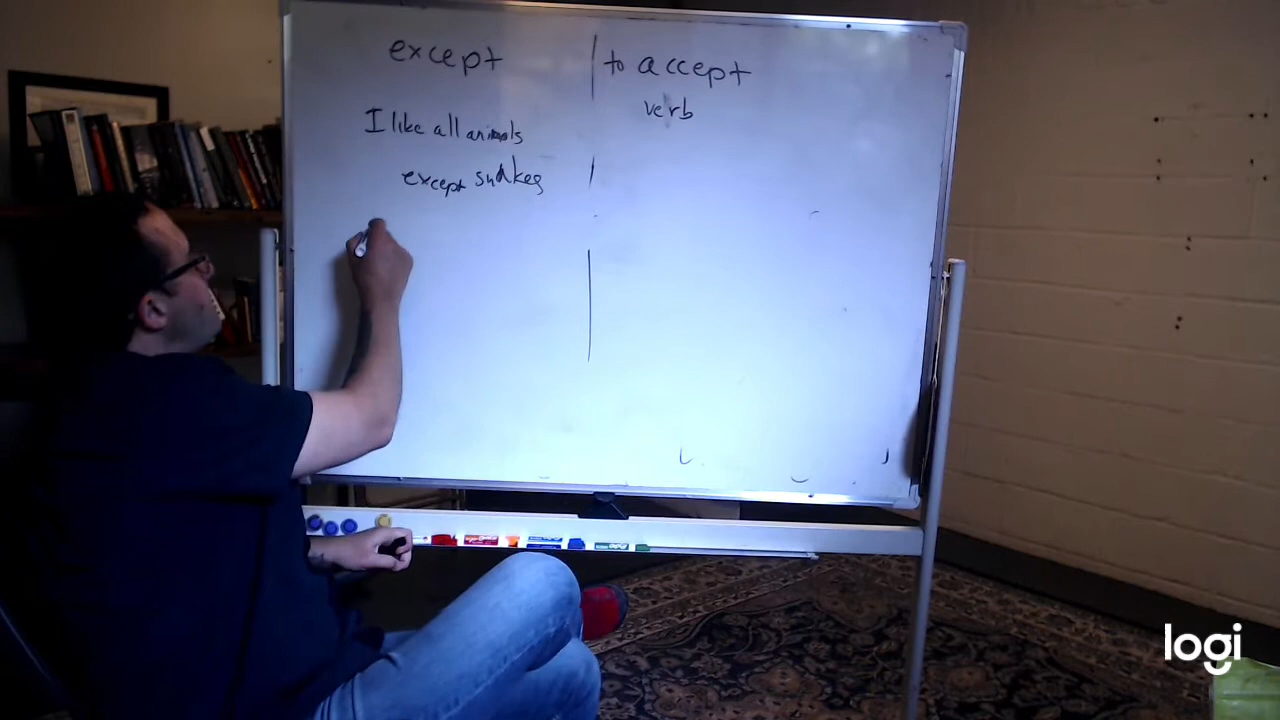 except
to accept
verb
I like all animals
except snakes
logi